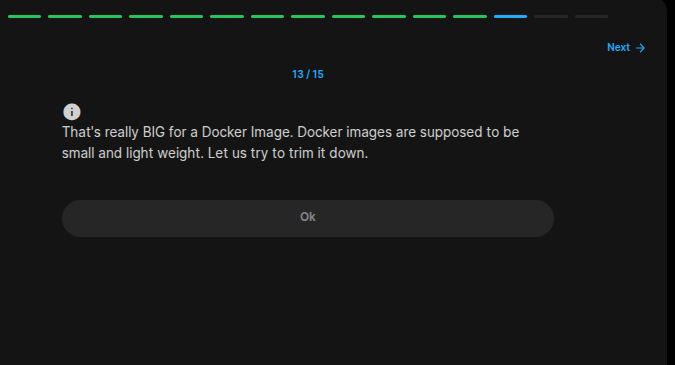 Next →
13 / 15
That's really BIG for a Docker Image. Docker images are supposed to be
small and light weight. Let us try to trim it down.
Ok